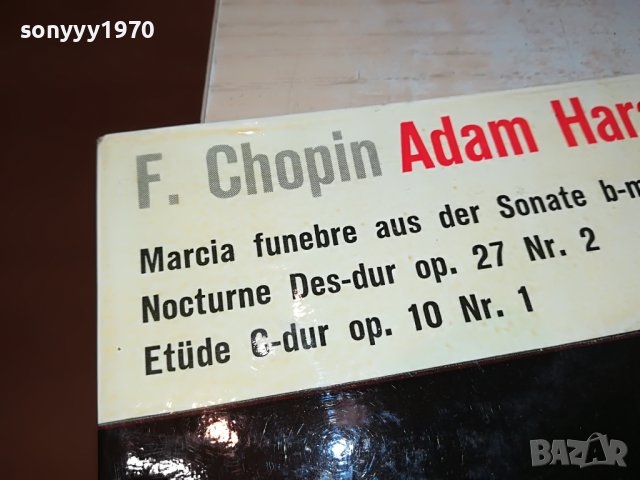 sonyyy1970
F. Chopin Adam Har
Marcia funebre aus der Sonate b-m
Nocturne Des-dur op. 27 Nr. 2
Etüde C-dur op. 10 Nr. 1
BAZAR